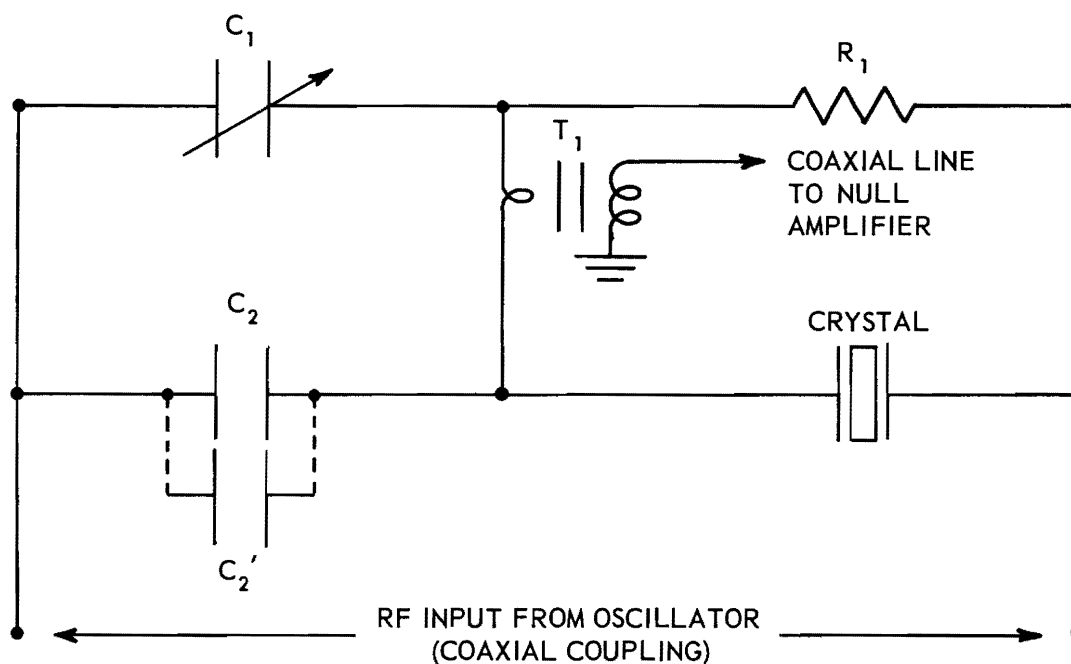 C1
R1
T1
COAXIAL LINE
TO NULL
AMPLIFIER
C2
CRYSTAL
C2'
RF INPUT FROM OSCILLATOR
(COAXIAL COUPLING)